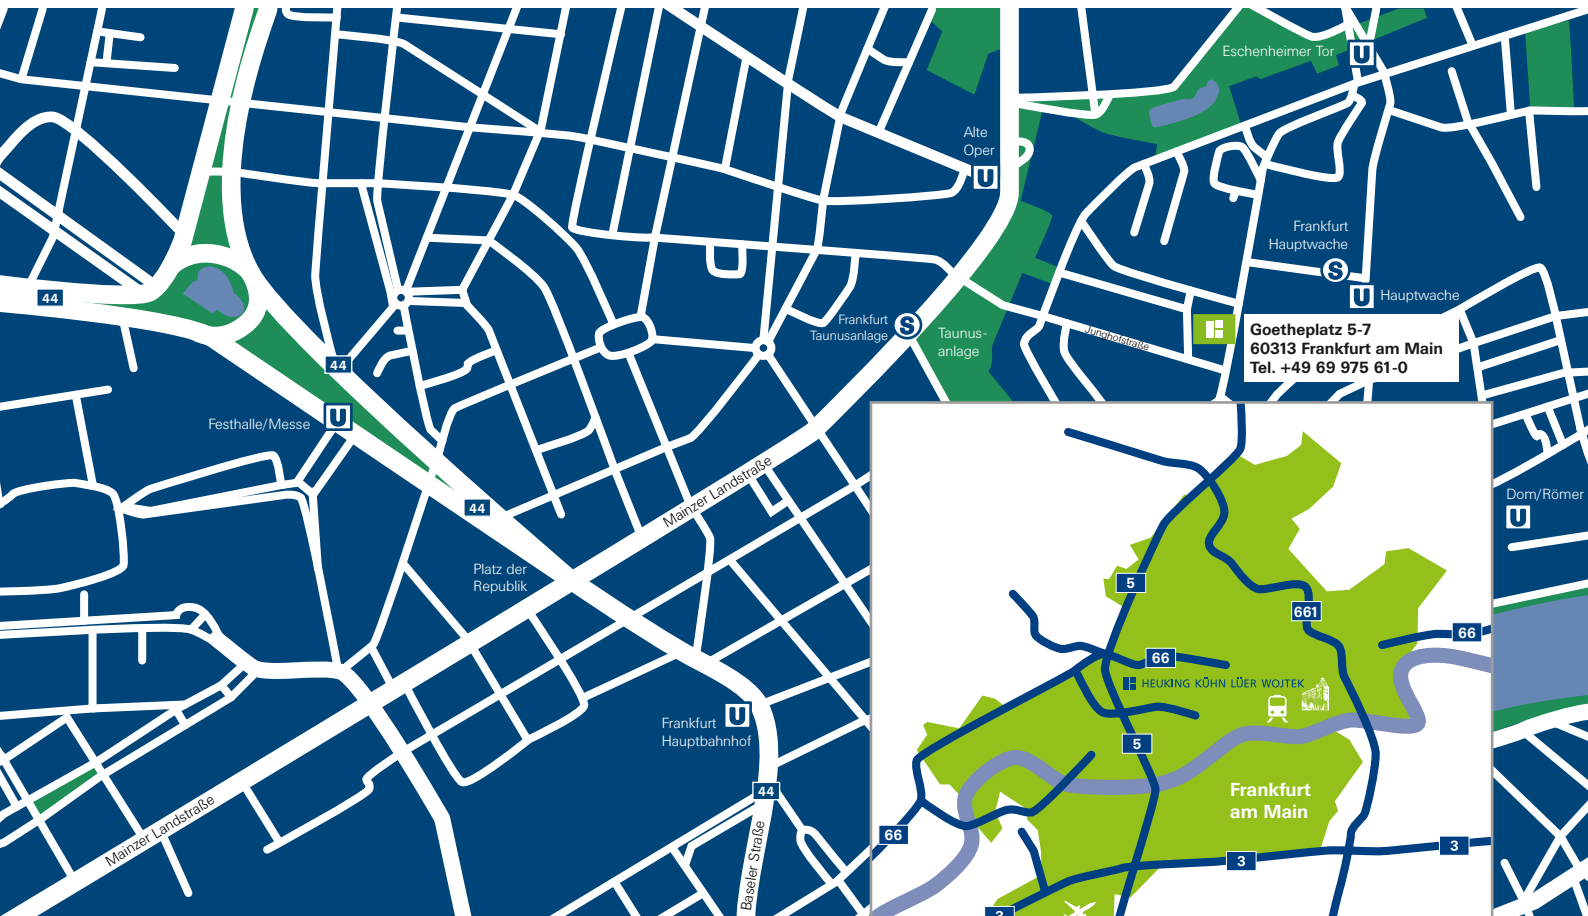 Eschenheimer Tor
U
Alte
Oper
U
Frankfurt
Hauptwache
S
U
Hauptwache
44
Frankfurt
Taunusanlage
S
Taunus-
anlage
Junghofstraße
Goetheplatz 5-7
60313 Frankfurt am Main
Tel. +49 69 975 61-0
44
Festhalle/Messe
U
Mainzer Landstraße
44
Dom/Römer
U
Platz der
Republik
5
661
66
66
HEUKING KÜHN LÜER WOJTEK
Frankfurt
Hauptbahnhof
U
5
44
Frankfurt
am Main
Mainzer Landstraße
Baseler Straße
66
3
3
3